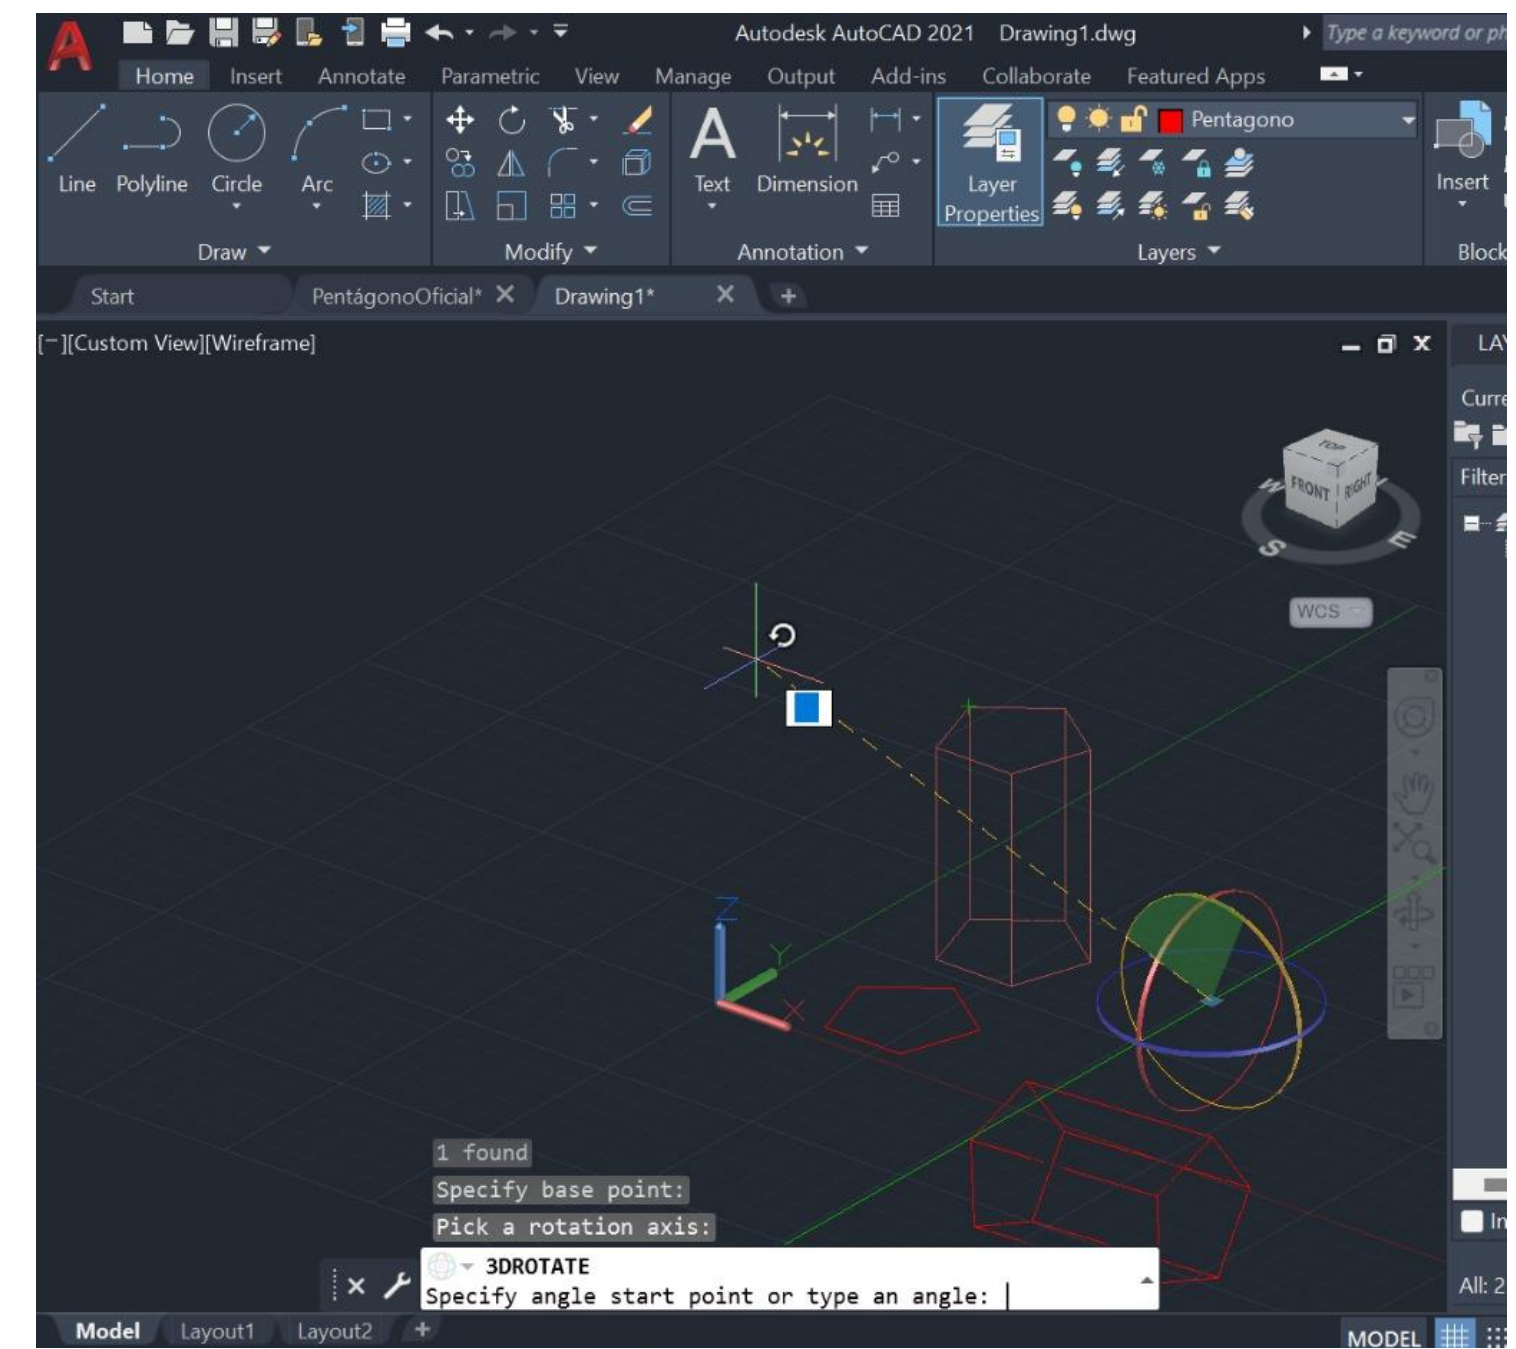 Autodesk AutoCAD 2021 Drawing1.dwg Type a keyword or ph
Home Insert Annotate Parametric View Manage Output Add-ins Collaborate Featured Apps
Pentagono
Line Polyline Circle Arc
Text Dimension
Layer
Properties
Insert
Draw Modify Annotation Layers Block
Start PentágonoOficial* Drawing1*
[−][Custom View][Wireframe]
LAY
Curre
TOP
FRONT RIGHT
W
S E
Filter
WCS
Z
Y
X
1 found
Specify base point:
Pick a rotation axis:
3DROTATE
Specify angle start point or type an angle:
In
All: 2
Model Layout1 Layout2 +
MODEL